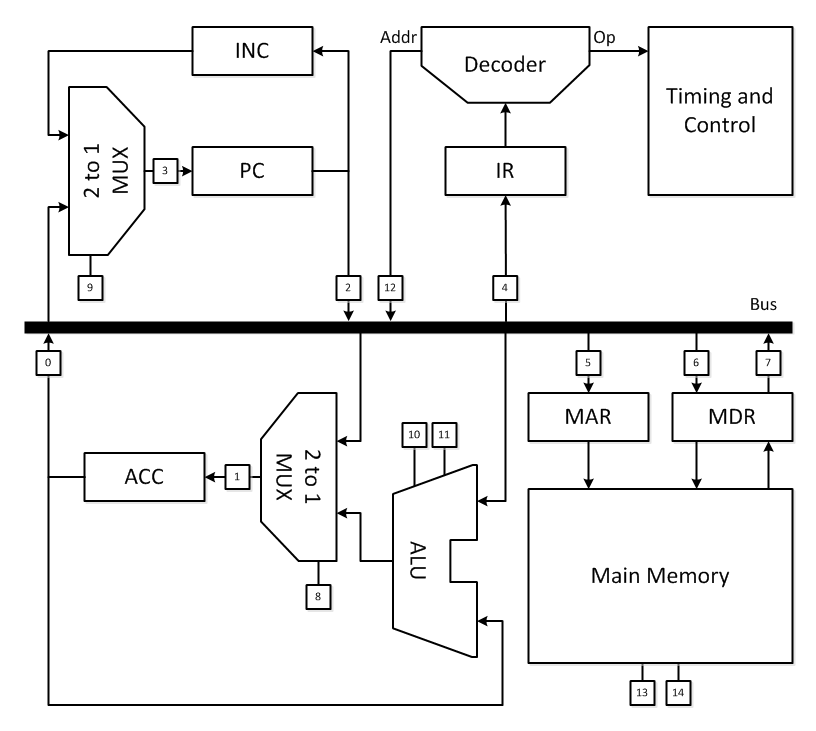 INC
Addr
Decoder
Op
Timing and
Control
2 to 1
MUX
3
PC
IR
9
2
12
4
Bus
0
5
6
7
MAR
MDR
10
11
ACC
1
2 to 1
MUX
ALU
8
Main Memory
13
14